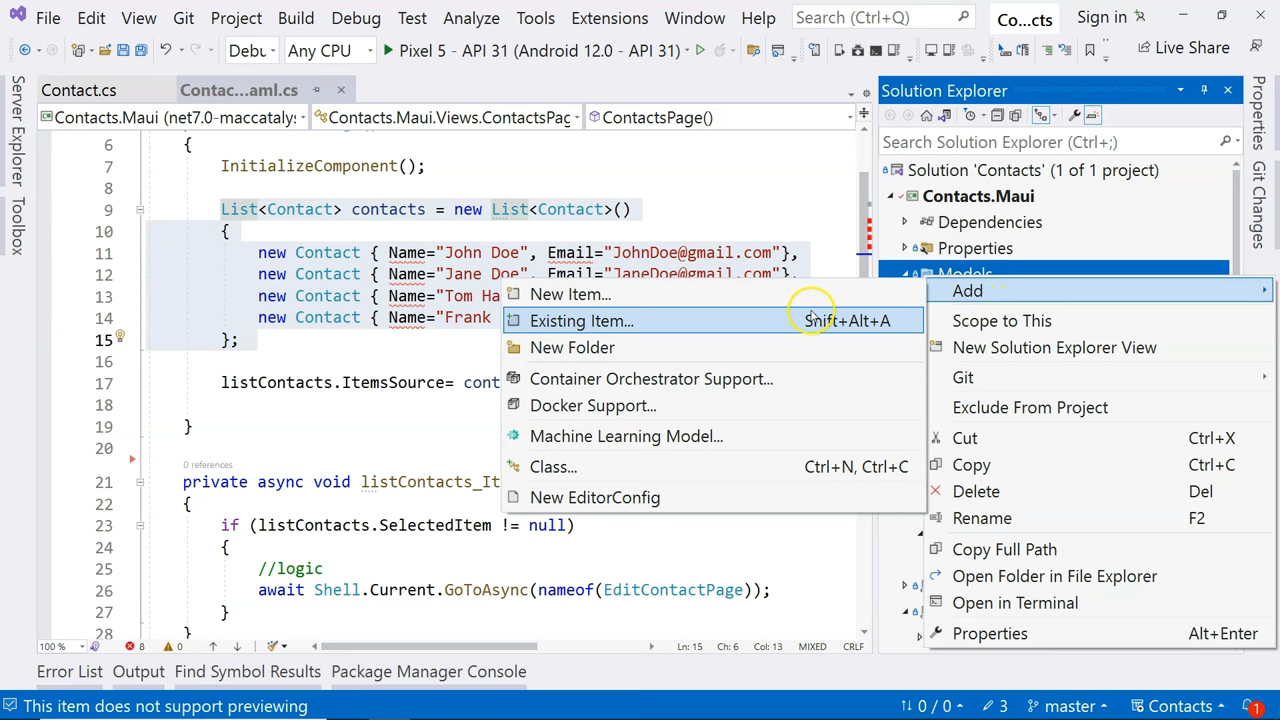 File Edit View Git Project Build Debug Test Analyze Tools Extensions Window Help Search (Ctrl+Q) Co...cts Sign in
Debu Any CPU Pixel 5 - API 31 (Android 12.0 - API 31) Live Share
Contact.cs Contac...aml.cs
Contacts.Maui (net7.0-maccatalys Contacts.Maui.Views.ContactsPag ContactsPage()
Server Explorer
Toolbox
6 {
7 InitializeComponent();
8
9 List<Contact> contacts = new List<Contact>()
10 {
11 new Contact { Name="John Doe", Email="JohnDoe@gmail.com"},
12 new Contact { Name="Jane Doe", Email="JaneDoe@gmail.com"},
13 new Contact { Name="Tom Ha
14 new Contact { Name="Frank
15 };
16
17 listContacts.ItemsSource= cont
18
19 }
20
0 references
21 private async void listContacts_It
22 {
23 if (listContacts.SelectedItem != null)
24 {
25 //logic
26 await Shell.Current.GoToAsync(nameof(EditContactPage));
27 }
28 }
100 % 8 0 Ln: 15 Ch: 6 Col: 13 MIXED CRLF
New Item...
Existing Item... Shift+Alt+A
New Folder
Container Orchestrator Support...
Docker Support...
Machine Learning Model...
Class... Ctrl+N, Ctrl+C
New EditorConfig
Solution Explorer
Search Solution Explorer (Ctrl+;)
Solution 'Contacts' (1 of 1 project)
Contacts.Maui
Dependencies
Properties
Models
Add
Scope to This
New Solution Explorer View
Git
Exclude From Project
Cut Ctrl+X
Copy Ctrl+C
Delete Del
Rename F2
Copy Full Path
Open Folder in File Explorer
Open in Terminal
Properties Alt+Enter
Properties
Git Changes
Error List Output Find Symbol Results Package Manager Console
This item does not support previewing 0 / 0 3 master Contacts 1